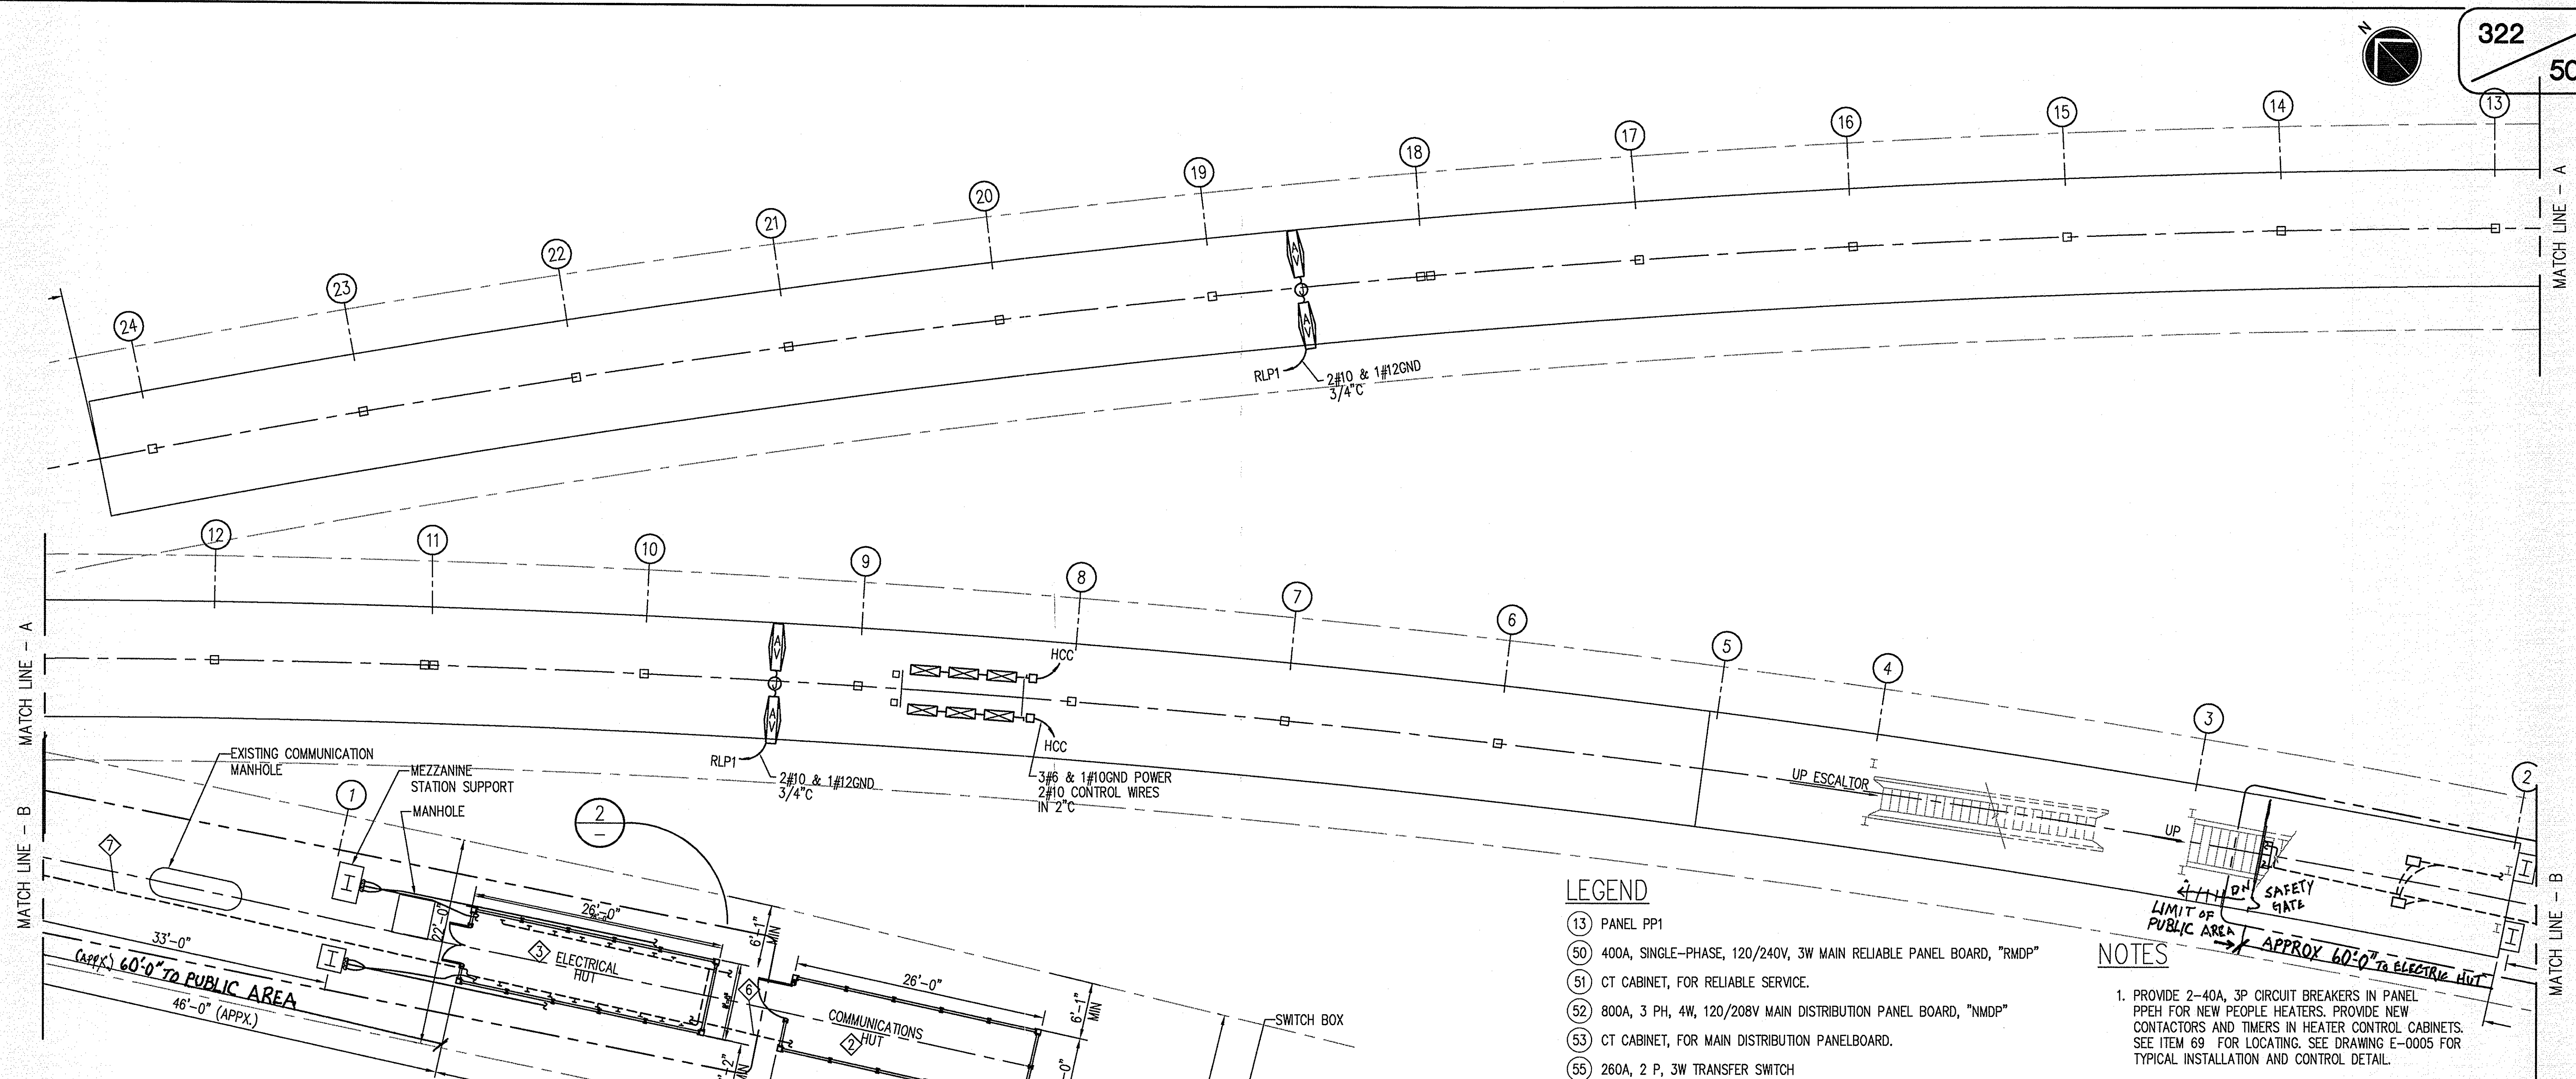 N
322
50
13
14
15
16
17
18
19
20
21
22
23
24
MATCH LINE - A
A
V
A
V
J
RLP1
2#10 & 1#12GND
3/4"C
12
11
10
9
8
7
6
5
4
3
2
MATCH LINE - A
A
V
A
V
J
RLP1
2#10 & 1#12GND
3/4"C
HCC
HCC
3#6 & 1#10GND POWER
2#10 CONTROL WIRES
IN 2"C
UP ESCALTOR
UP
DN
SAFETY
GATE
LIMIT OF
PUBLIC AREA
APPROX 60'-0" TO ELECTRIC HUT
MATCH LINE - B
MATCH LINE - B
EXISTING COMMUNICATION
MANHOLE
MEZZANINE
STATION SUPPORT
MANHOLE
1
7
2
-
26'-0"
22'-0"
6'-1"
MIN
3
ELECTRICAL
HUT
33'-0"
(APPX.) 60'-0" TO PUBLIC AREA
46'-0" (APPX.)
6
26'-0"
6'-1"
MIN
COMMUNICATIONS
HUT
2
SWITCH BOX
LEGEND
13 PANEL PP1
50 400A, SINGLE-PHASE, 120/240V, 3W MAIN RELIABLE PANEL BOARD, "RMDP"
51 CT CABINET, FOR RELIABLE SERVICE.
52 800A, 3 PH, 4W, 120/208V MAIN DISTRIBUTION PANEL BOARD, "NMDP"
53 CT CABINET, FOR MAIN DISTRIBUTION PANELBOARD.
55 260A, 2 P, 3W TRANSFER SWITCH
NOTES
1. PROVIDE 2-40A, 3P CIRCUIT BREAKERS IN PANEL
PPEH FOR NEW PEOPLE HEATERS. PROVIDE NEW
CONTACTORS AND TIMERS IN HEATER CONTROL CABINETS.
SEE ITEM 69 FOR LOCATING. SEE DRAWING E-0005 FOR
TYPICAL INSTALLATION AND CONTROL DETAIL.